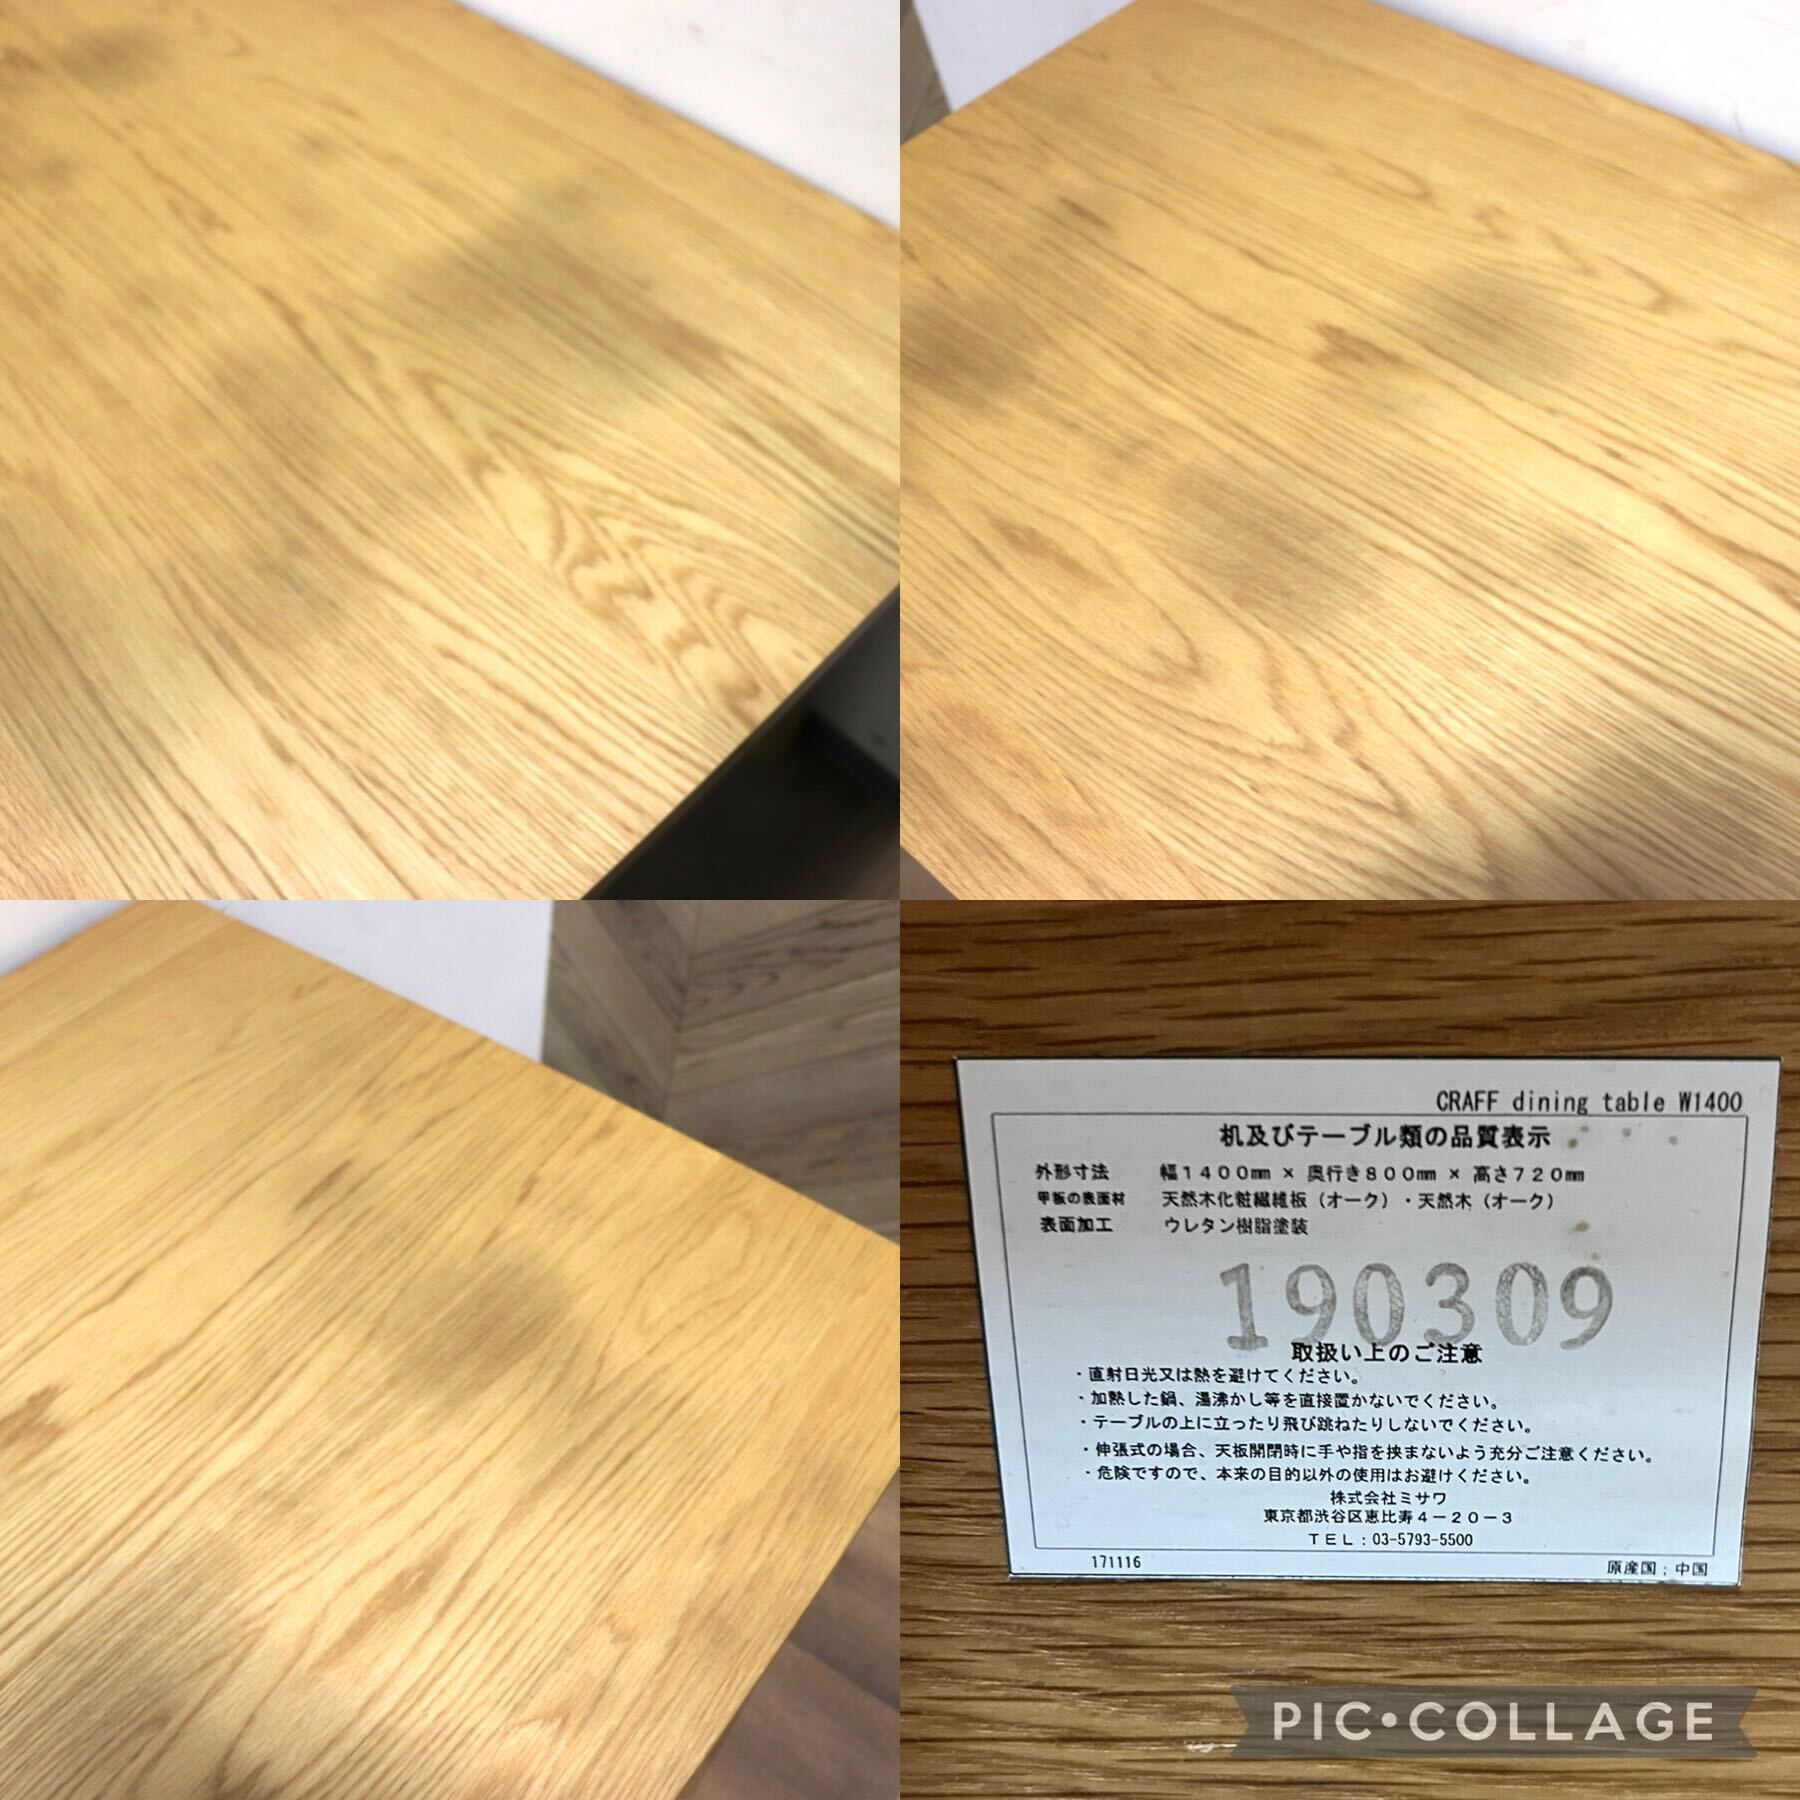 CRAFF dining table W1400
机及びテーブル類の品質表示
外形寸法 幅1400㎜ × 奥行き800㎜ × 高さ720㎜
甲板の表面材 天然木化粧繊維板（オーク）・天然木（オーク）
表面加工 ウレタン樹脂塗装
190309
取扱い上のご注意
・直射日光又は熱を避けてください。
・加熱した鍋、湯沸かし等を直接置かないでください。
・テーブルの上に立ったり飛び跳ねたりしないでください。
・伸張式の場合、天板開閉時に手や指を挟まないよう充分ご注意ください。
・危険ですので、本来の目的以外の使用はお避けください。
株式会社ミサワ
東京都渋谷区恵比寿4－20－3
TEL：03-5793-5500
171116 原産国；中国
PIC•COLLAGE